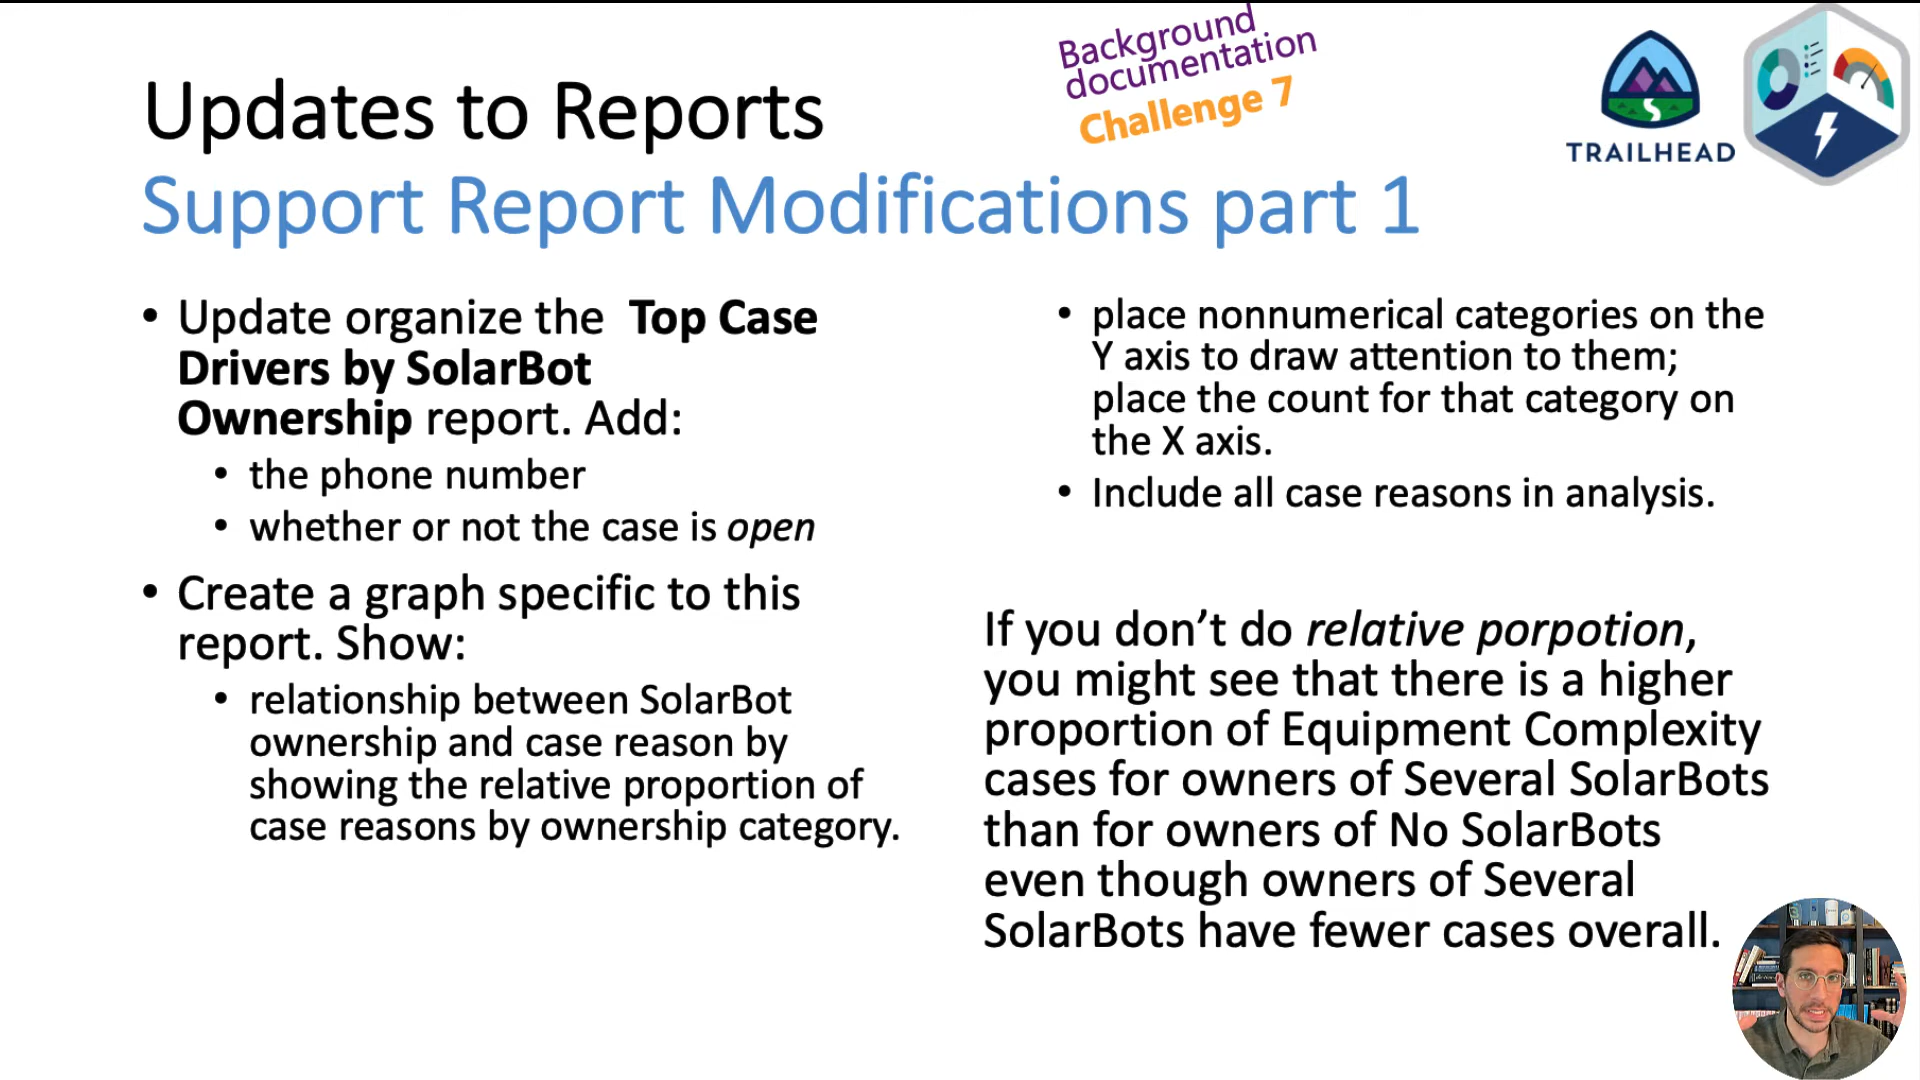 Background
documentation
Challenge 7
TRAILHEAD
Updates to Reports
Support Report Modifications part 1
• Update organize the  Top Case
Drivers by SolarBot
Ownership report. Add:
• the phone number
• whether or not the case is open
• Create a graph specific to this
report. Show:
• relationship between SolarBot
ownership and case reason by
showing the relative proportion of
case reasons by ownership category.
• place nonnumerical categories on the
Y axis to draw attention to them;
place the count for that category on
the X axis.
• Include all case reasons in analysis.
If you don’t do relative porpotion,
you might see that there is a higher
proportion of Equipment Complexity
cases for owners of Several SolarBots
than for owners of No SolarBots
even though owners of Several
SolarBots have fewer cases overall.